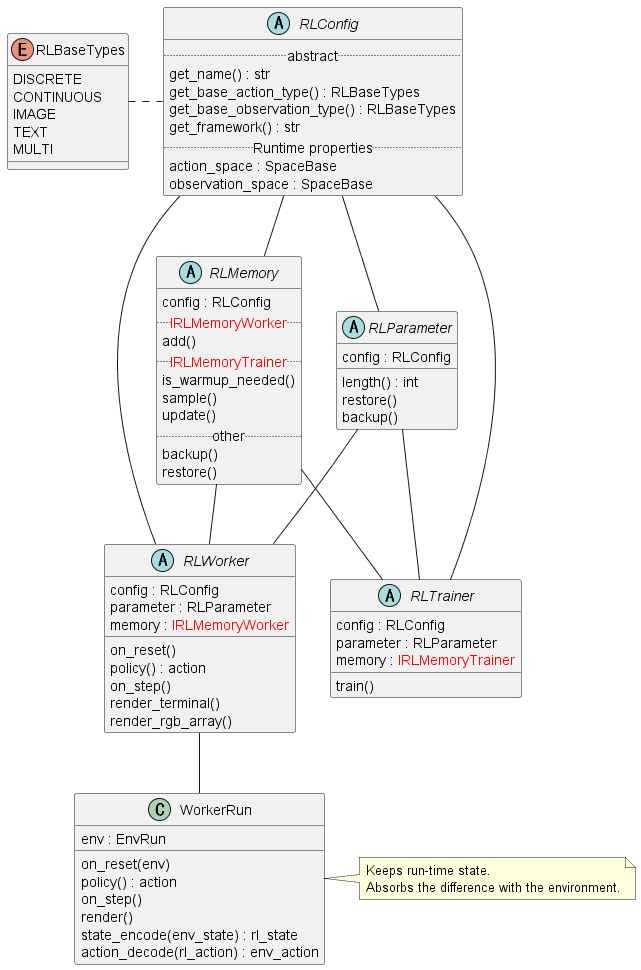 E RLBaseTypes
DISCRETE
CONTINUOUS
IMAGE
TEXT
MULTI
A RLConfig
abstract
get_name() : str
get_base_action_type() : RLBaseTypes
get_base_observation_type() : RLBaseTypes
get_framework() : str
Runtime properties
action_space : SpaceBase
observation_space : SpaceBase
A RLMemory
config : RLConfig
IRLMemoryWorker
add()
IRLMemoryTrainer
is_warmup_needed()
sample()
update()
other
backup()
restore()
A RLParameter
config : RLConfig
length() : int
restore()
backup()
A RLWorker
config : RLConfig
parameter : RLParameter
memory : IRLMemoryWorker
on_reset()
policy() : action
on_step()
render_terminal()
render_rgb_array()
A RLTrainer
config : RLConfig
parameter : RLParameter
memory : IRLMemoryTrainer
train()
C WorkerRun
env : EnvRun
on_reset(env)
policy() : action
on_step()
render()
state_encode(env_state) : rl_state
action_decode(rl_action) : env_action
Keeps run-time state.
Absorbs the difference with the environment.